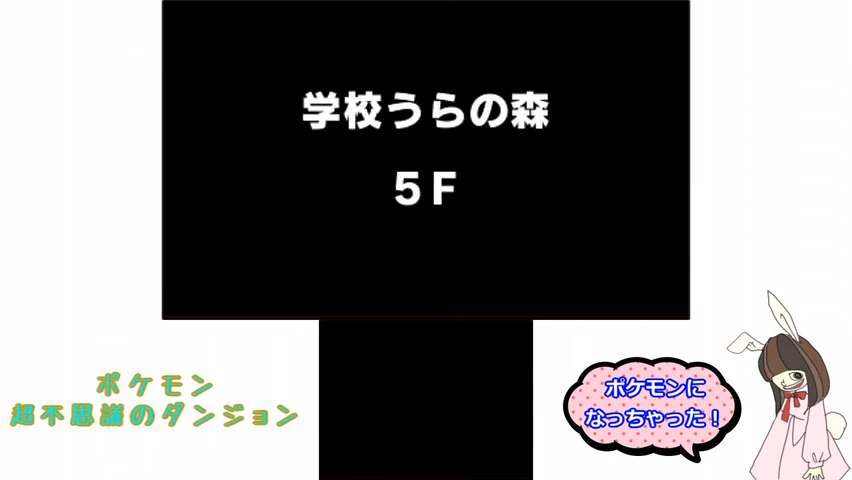 学校うらの森
5F
ポケモン
超不思議のダンジョン
ポケモンに
なっちゃった！